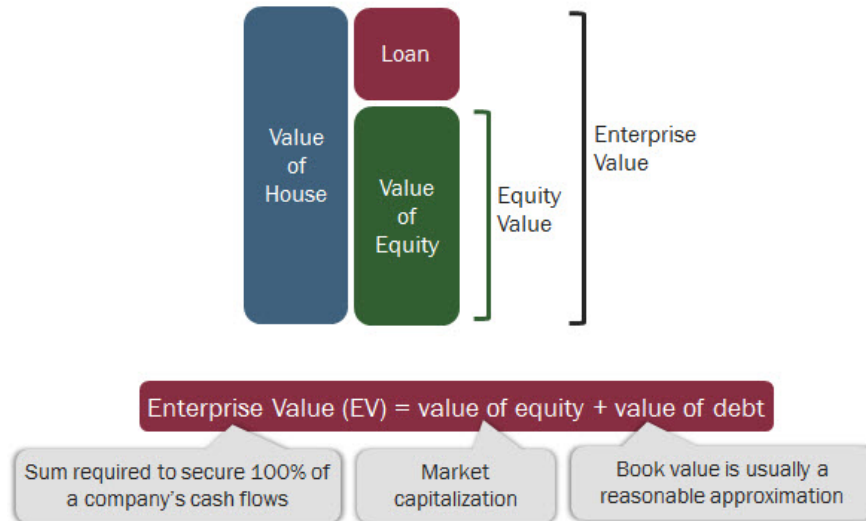 Loan
Value
of
House
Value
of
Equity
Equity
Value
Enterprise
Value
Enterprise Value (EV) = value of equity + value of debt
Sum required to secure 100% of
a company's cash flows
Market
capitalization
Book value is usually a
reasonable approximation